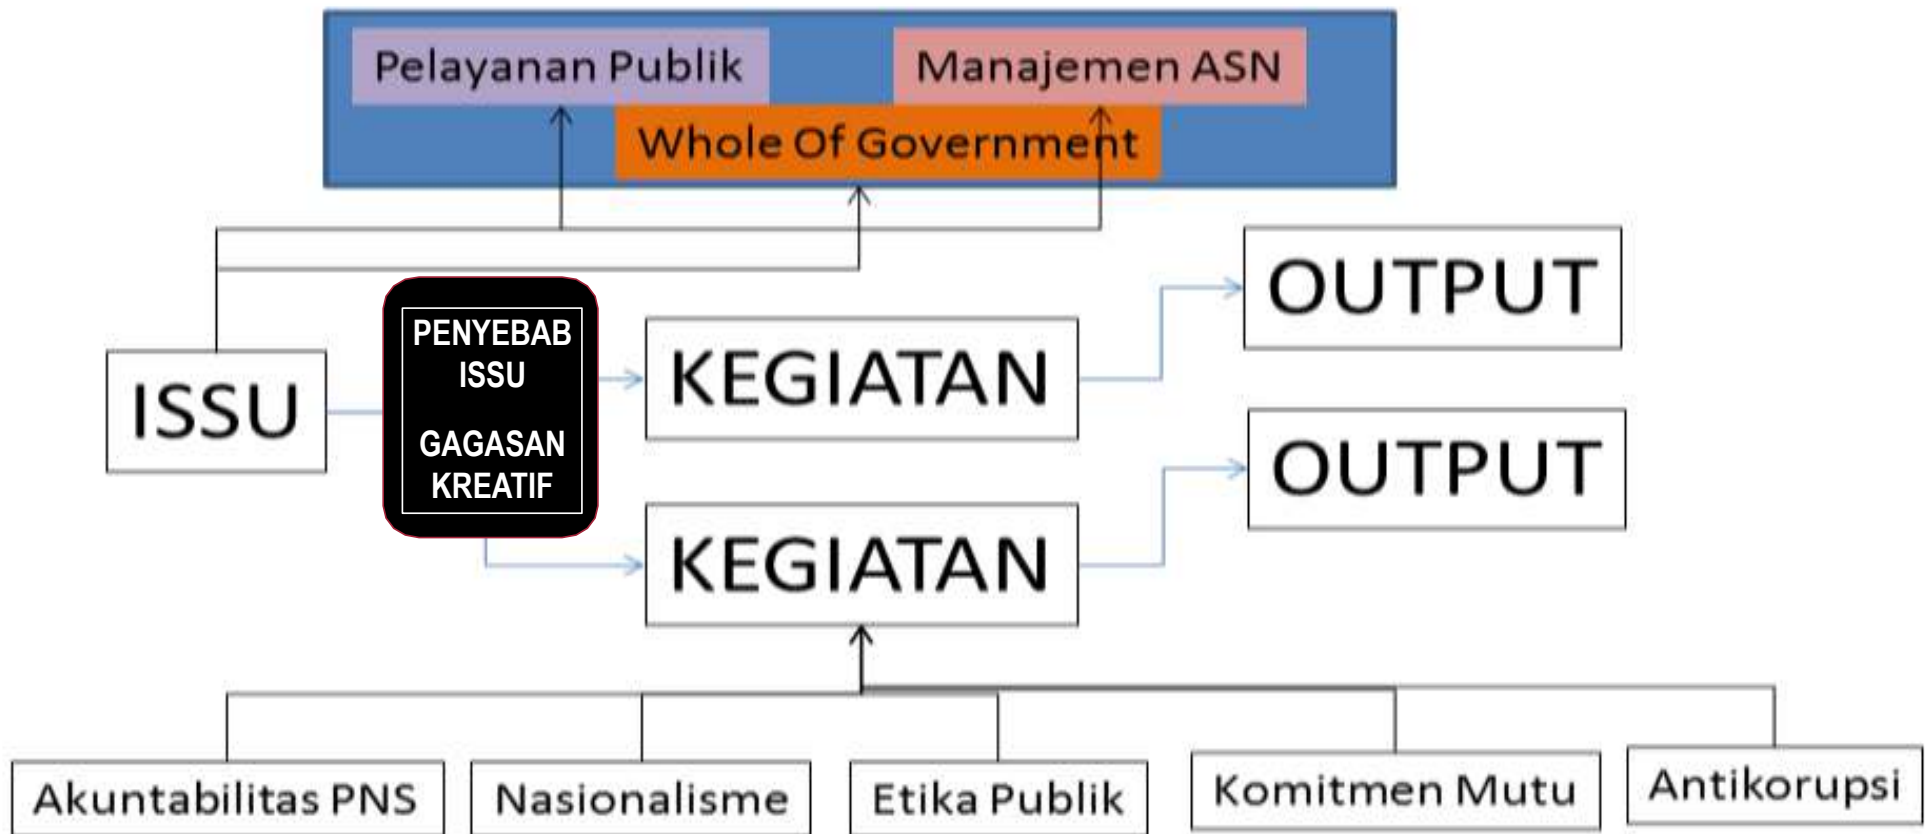 Pelayanan Publik
Manajemen ASN
Whole Of Government
OUTPUT
PENYEBAB
ISSU
GAGASAN
KREATIF
KEGIATAN
ISSU
OUTPUT
KEGIATAN
Akuntabilitas PNS
Nasionalisme
Etika Publik
Komitmen Mutu
Antikorupsi